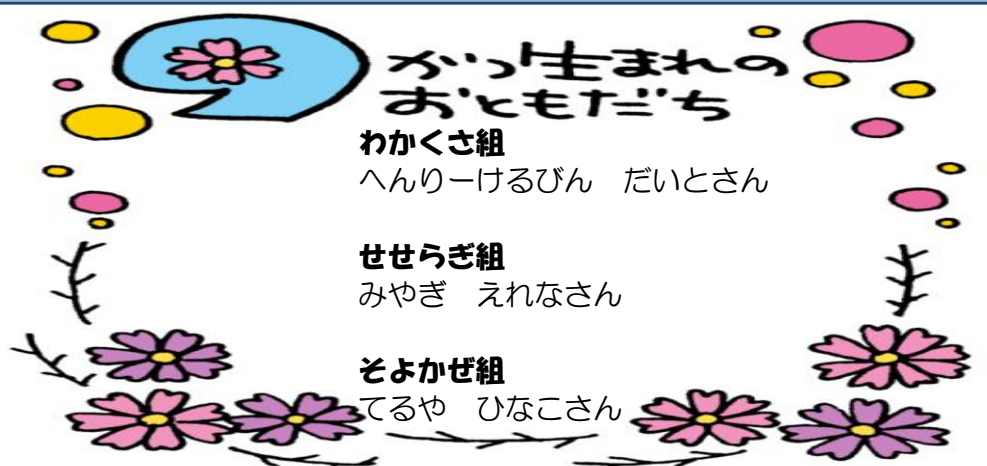 9がつ生まれの
おともだち
わかくさ組
へんりーけるびん　だいとさん
せせらぎ組
みやぎ　えれなさん
そよかぜ組
てるや　ひなこさん